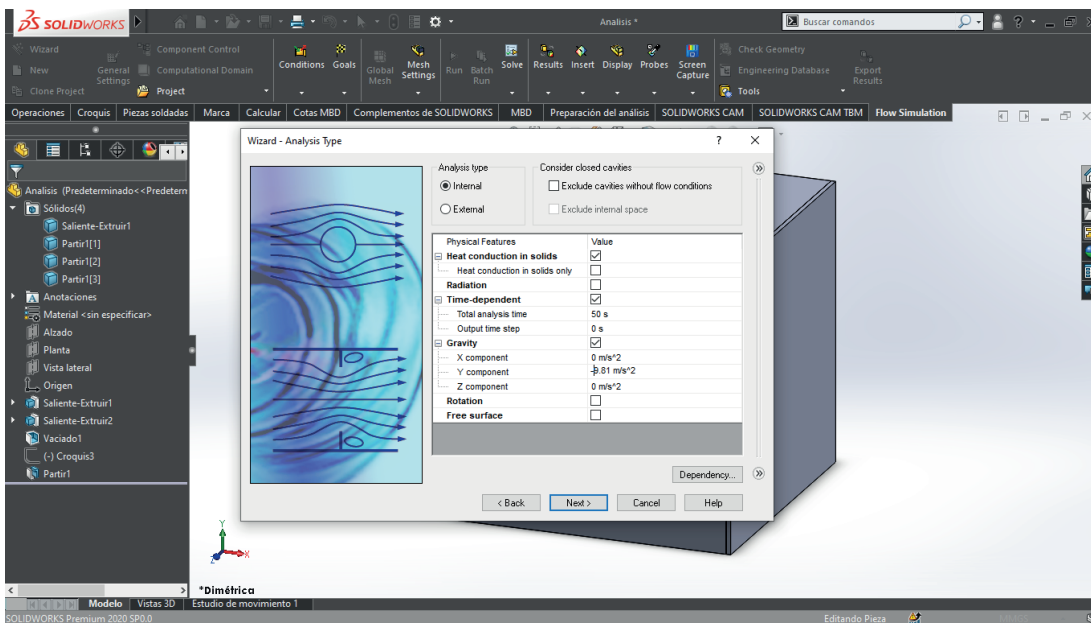 SOLIDWORKS
Analisis *
Buscar comandos
Wizard
New
Clone Project
General Settings
Component Control
Computational Domain
Project
Conditions
Goals
Global Mesh
Mesh Settings
Run
Batch Run
Solve
Results
Insert
Display
Probes
Screen Capture
Check Geometry
Engineering Database
Tools
Export Results
Operaciones
Croquis
Piezas soldadas
Marca
Calcular
Cotas MBD
Complementos de SOLIDWORKS
MBD
Preparación del análisis
SOLIDWORKS CAM
SOLIDWORKS CAM TBM
Flow Simulation
Analisis (Predeterminado<<Predetern
Sólidos(4)
Saliente-Extruir1
Partir1[1]
Partir1[2]
Partir1[3]
Anotaciones
Material <sin especificar>
Alzado
Planta
Vista lateral
Origen
Saliente-Extruir1
Saliente-Extruir2
Vaciado1
(-) Croquis3
Partir1
Wizard - Analysis Type
?
Analysis type
Internal
External
Consider closed cavities
Exclude cavities without flow conditions
Exclude internal space
Physical Features Value
Heat conduction in solids
Heat conduction in solids only
Radiation
Time-dependent
Total analysis time 50 s
Output time step 0 s
Gravity
X component 0 m/s^2
Y component -9.81 m/s^2
Z component 0 m/s^2
Rotation
Free surface
Dependency...
< Back
Next >
Cancel
Help
Y
X
Z
*Dimétrica
Modelo
Vistas 3D
Estudio de movimiento 1
SOLIDWORKS Premium 2020 SP0.0
Editando Pieza
MMGS